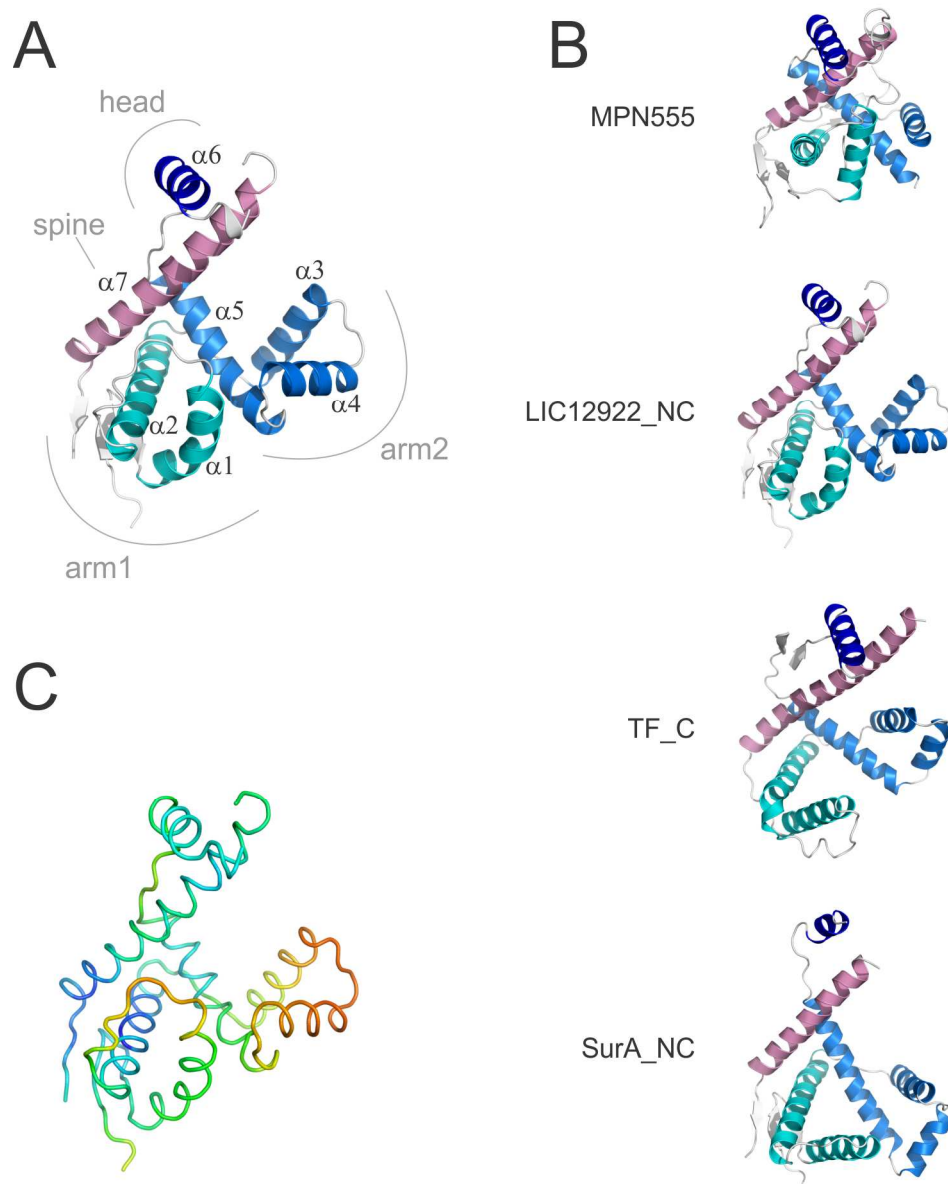 A
head
α6
spine
α7
α3
α5
α4
α2
α1
arm2
arm1
B
MPN555
LIC12922_NC
TF_C
SurA_NC
C